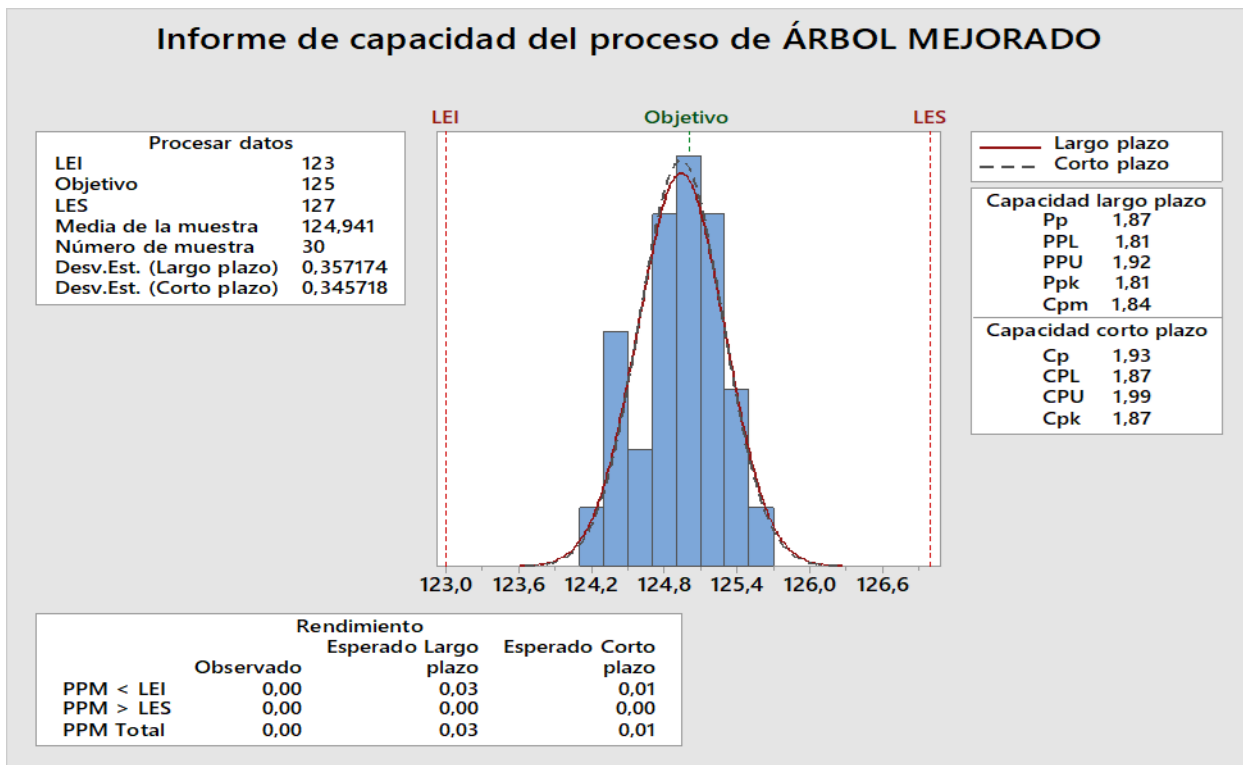 Informe de capacidad del proceso de ÁRBOL MEJORADO
LEI Objetivo LES
Procesar datos
LEI 123
Objetivo 125
LES 127
Media de la muestra 124,941
Número de muestra 30
Desv.Est. (Largo plazo) 0,357174
Desv.Est. (Corto plazo) 0,345718
Largo plazo
Corto plazo
Capacidad largo plazo
Pp 1,87
PPL 1,81
PPU 1,92
Ppk 1,81
Cpm 1,84
Capacidad corto plazo
Cp 1,93
CPL 1,87
CPU 1,99
Cpk 1,87
123,0 123,6 124,2 124,8 125,4 126,0 126,6
Rendimiento
Esperado Largo Esperado Corto
Observado plazo plazo
PPM < LEI 0,00 0,03 0,01
PPM > LES 0,00 0,00 0,00
PPM Total 0,00 0,03 0,01